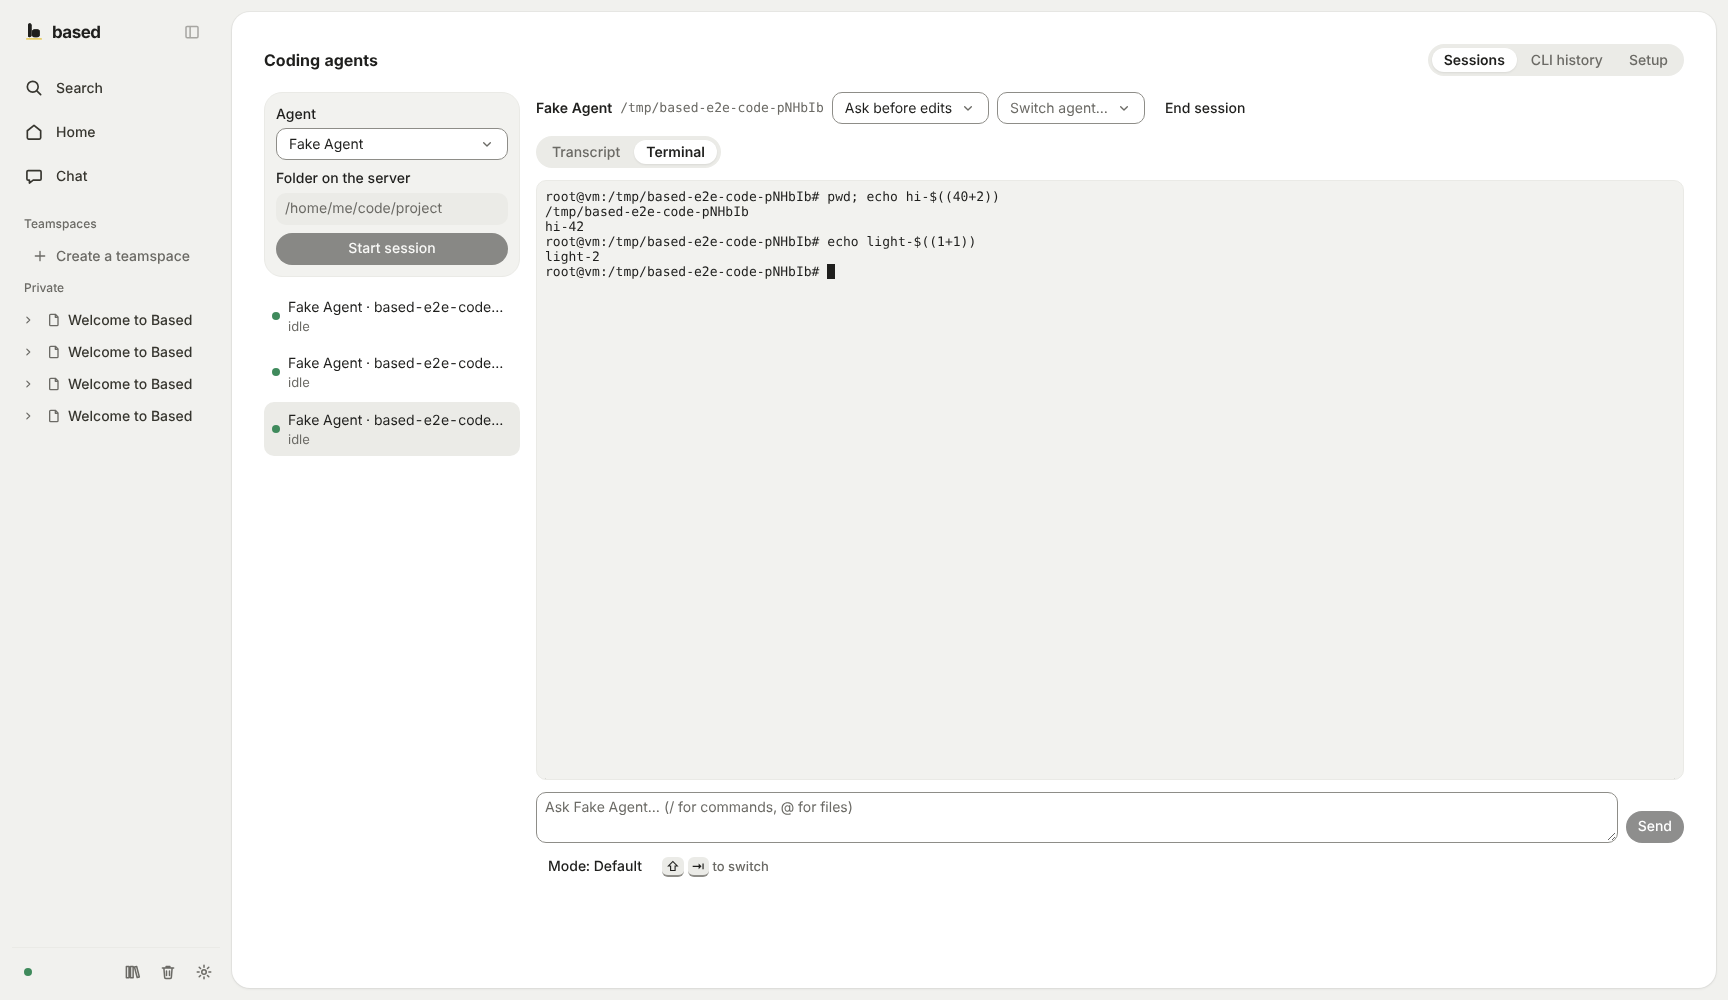 based
Search
Home
Chat
Teamspaces
Create a teamspace
Private
Welcome to Based
Welcome to Based
Welcome to Based
Welcome to Based
Coding agents
Sessions CLI history Setup
Agent
Fake Agent
Folder on the server
/home/me/code/project
Start session
Fake Agent · based-e2e-code...
idle
Fake Agent · based-e2e-code...
idle
Fake Agent · based-e2e-code...
idle
Fake Agent /tmp/based-e2e-code-pNHbIb Ask before edits Switch agent... End session
Transcript Terminal
root@vm:/tmp/based-e2e-code-pNHbIb# pwd; echo hi-$((40+2))
/tmp/based-e2e-code-pNHbIb
hi-42
root@vm:/tmp/based-e2e-code-pNHbIb# echo light-$((1+1))
light-2
root@vm:/tmp/based-e2e-code-pNHbIb#
Ask Fake Agent... (/ for commands, @ for files)
Send
Mode: Default to switch